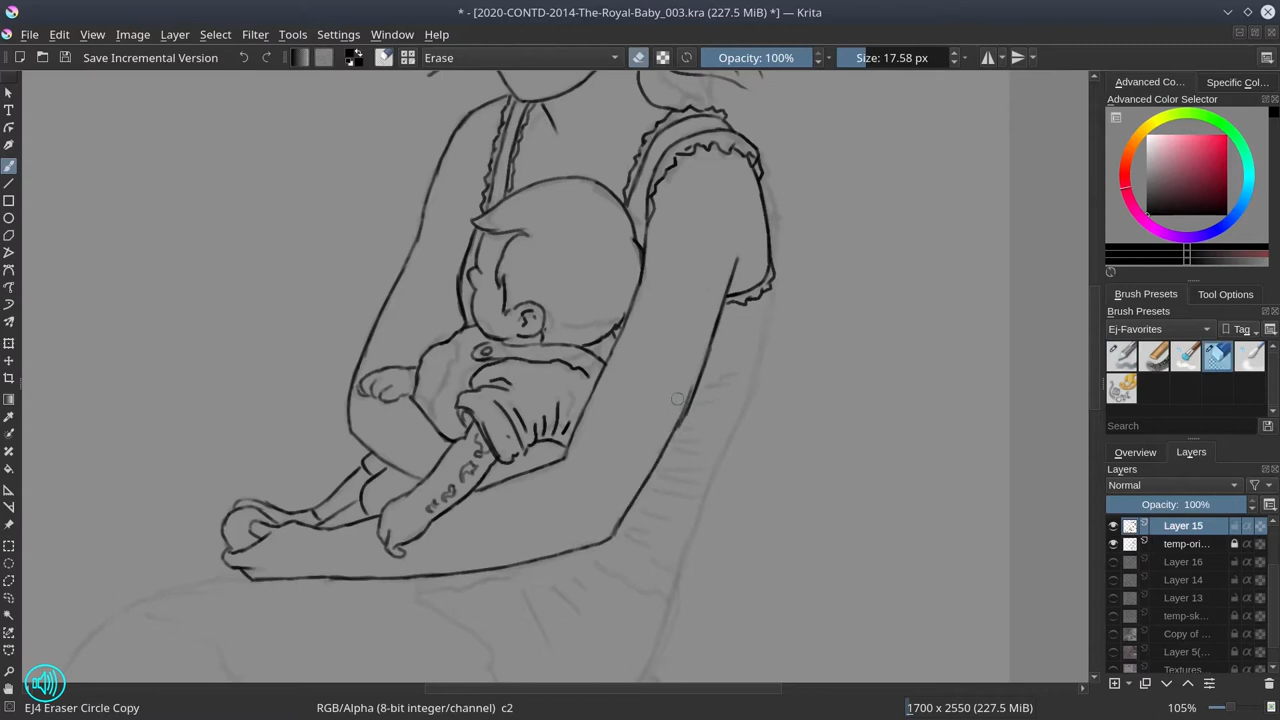 * - [2020-CONTD-2014-The-Royal-Baby_003.kra (227.5 MiB) *] — Krita
File Edit View Image Layer Select Filter Tools Settings Window Help
Save Incremental Version Erase Opacity: 100% Size: 17.58 px
Advanced Co... Specific Col...
Advanced Color Selector
Brush Presets Tool Options
Brush Presets
Ej-Favorites Tag
Search
Overview Layers
Layers
Normal
Opacity: 100%
Layer 15
temp-ori...
Layer 16
Layer 14
Layer 13
temp-sk...
Copy of ...
Layer 5(...
Textures
EJ4 Eraser Circle Copy RGB/Alpha (8-bit integer/channel) c2 1700 x 2550 (227.5 MiB) 105%